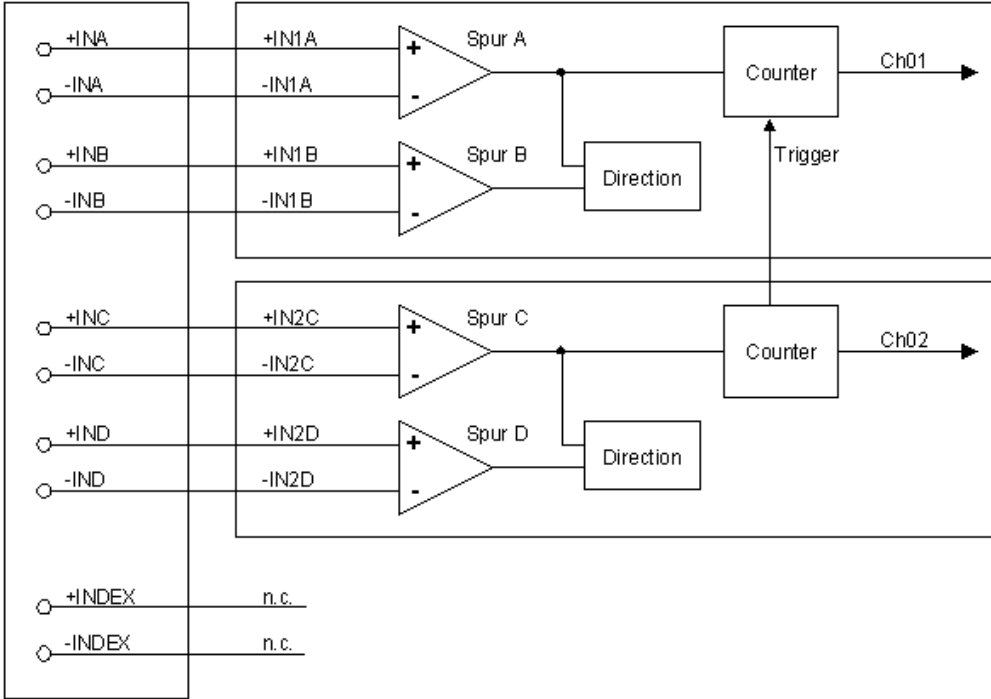 +INA +IN1A Spur A
-INA -IN1A
Counter Ch01
+INB +IN1B Spur B
-INB -IN1B
Direction
Trigger
+INC +IN2C Spur C
-INC -IN2C
Counter Ch02
+IND +IN2D Spur D
-IND -IN2D
Direction
+INDEX n.c.
-INDEX n.c.
+
-
+
-
+
-
+
-